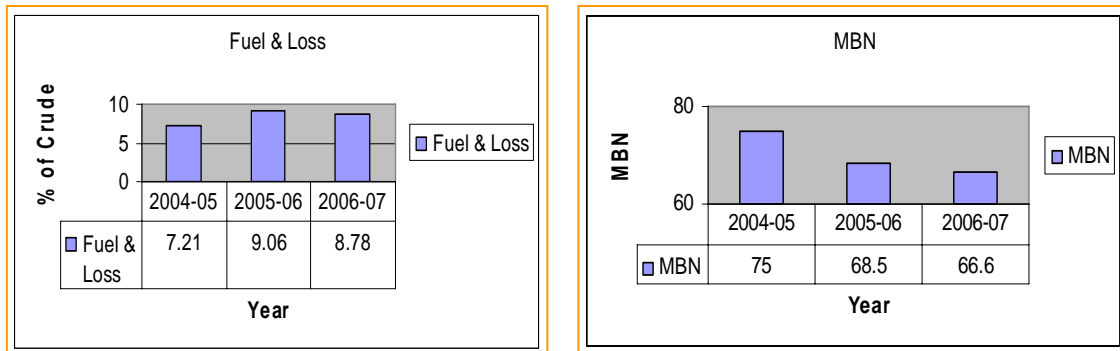 Fuel & Loss
% of Crude
10
5
0
Fuel & Loss
2004-05 2005-06 2006-07
Fuel & 7.21 9.06 8.78
Loss
Year
MBN
MBN
80
60
MBN
2004-05 2005-06 2006-07
MBN 75 68.5 66.6
Year